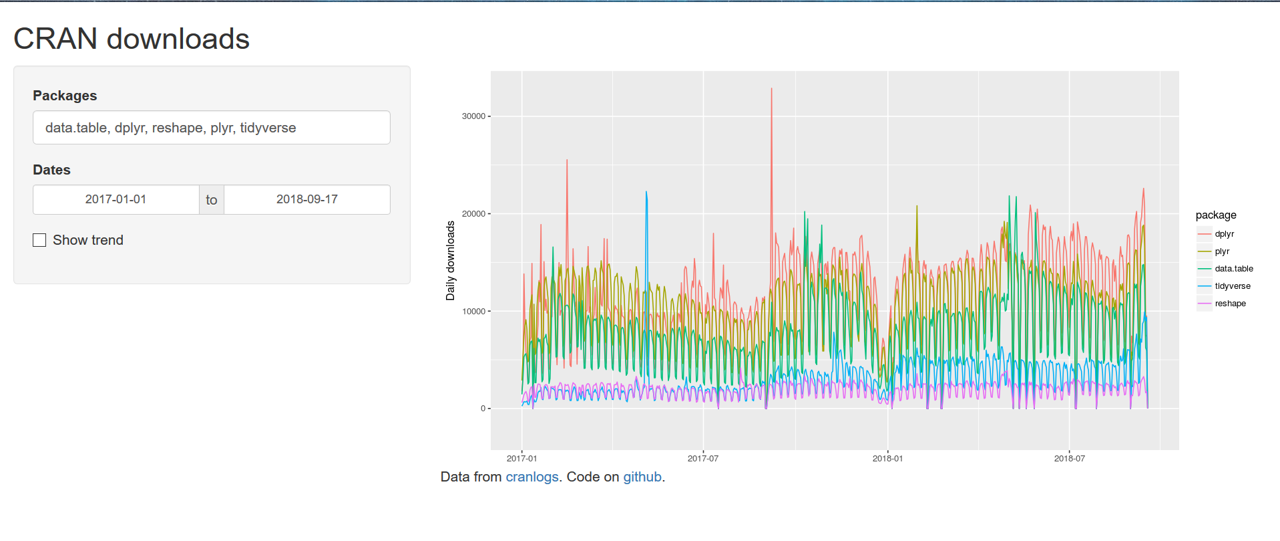 CRAN downloads
Packages
data.table, dplyr, reshape, plyr, tidyverse
Dates
2017-01-01 to 2018-09-17
Show trend
Daily downloads
30000
20000
10000
0
2017-01 2017-07 2018-01 2018-07
package
dplyr
plyr
data.table
tidyverse
reshape
Data from cranlogs. Code on github.